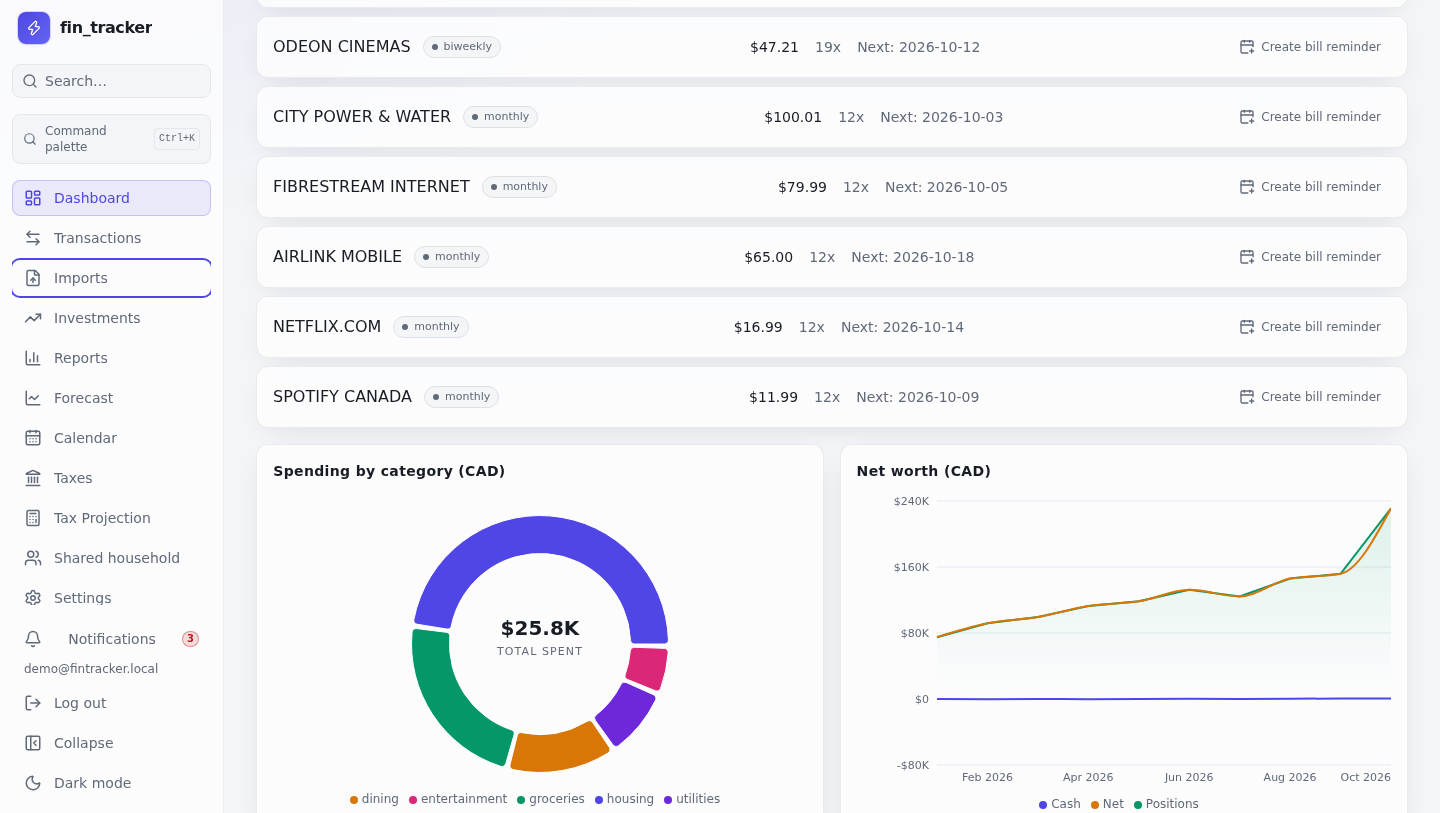 fin_tracker
Search...
Command palette
Ctrl+K
Dashboard
Transactions
Imports
Investments
Reports
Forecast
Calendar
Taxes
Tax Projection
Shared household
Settings
Notifications 3
demo@fintracker.local
Log out
Collapse
Dark mode
ODEON CINEMAS biweekly $47.21 19x Next: 2026-10-12 Create bill reminder
CITY POWER & WATER monthly $100.01 12x Next: 2026-10-03 Create bill reminder
FIBRESTREAM INTERNET monthly $79.99 12x Next: 2026-10-05 Create bill reminder
AIRLINK MOBILE monthly $65.00 12x Next: 2026-10-18 Create bill reminder
NETFLIX.COM monthly $16.99 12x Next: 2026-10-14 Create bill reminder
SPOTIFY CANADA monthly $11.99 12x Next: 2026-10-09 Create bill reminder
Spending by category (CAD)
$25.8K
TOTAL SPENT
dining entertainment groceries housing utilities
Net worth (CAD)
$240K
$160K
$80K
$0
-$80K
Feb 2026 Apr 2026 Jun 2026 Aug 2026 Oct 2026
Cash Net Positions